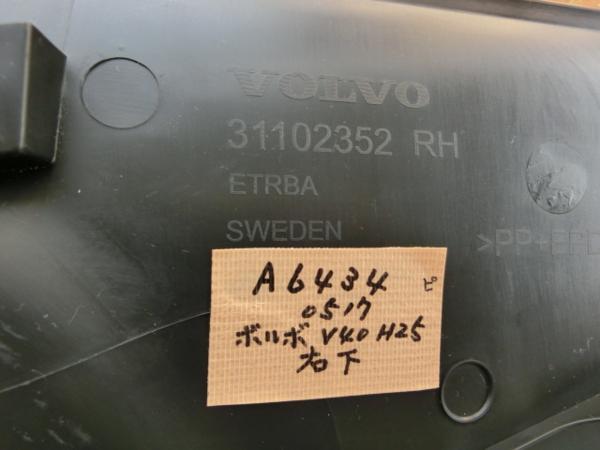 VOLVO
31102352 RH
ETRBA
SWEDEN
>PP+EPD
A6434 ピ
0517
ボルボ V40 H25
右下